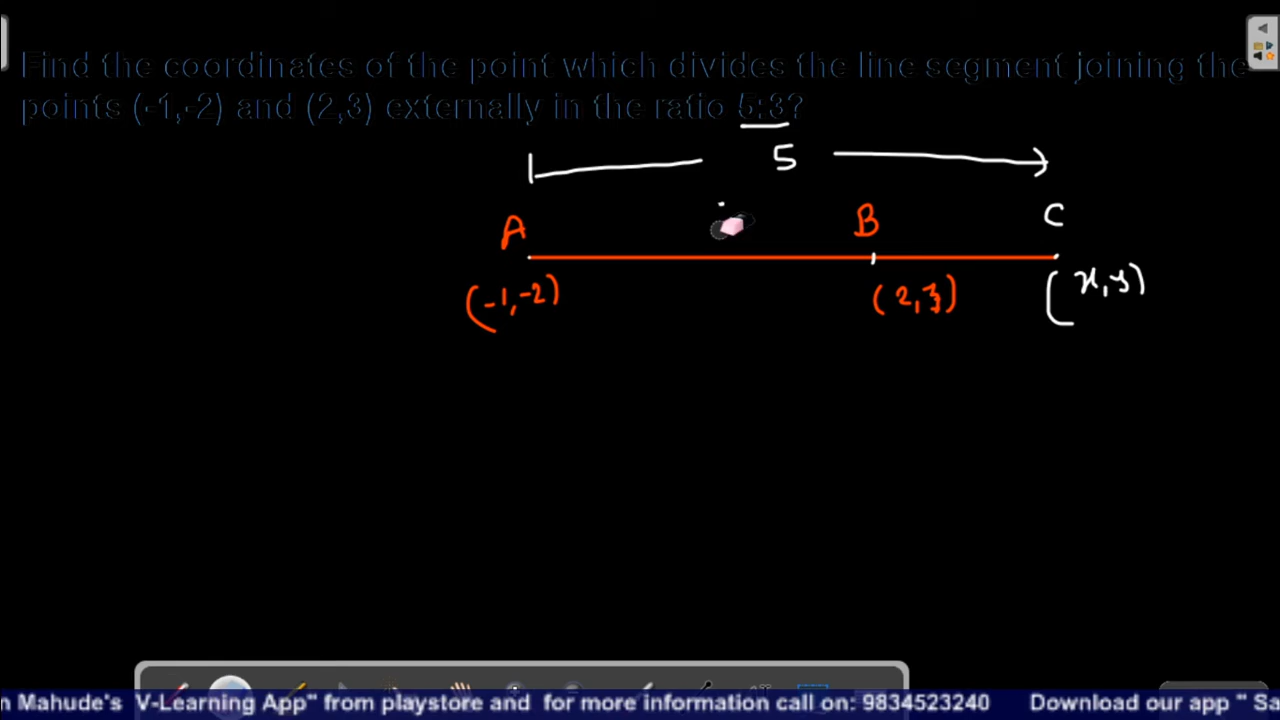 Find the coordinates of the point which divides the line segment joining the
points (-1,-2) and (2,3) externally in the ratio 5:3?
5
A B C
(-1,-2) (2,3) (x,y)
n Mahude's V-Learning App" from playstore and for more information call on: 9834523240 Download our app " Sa